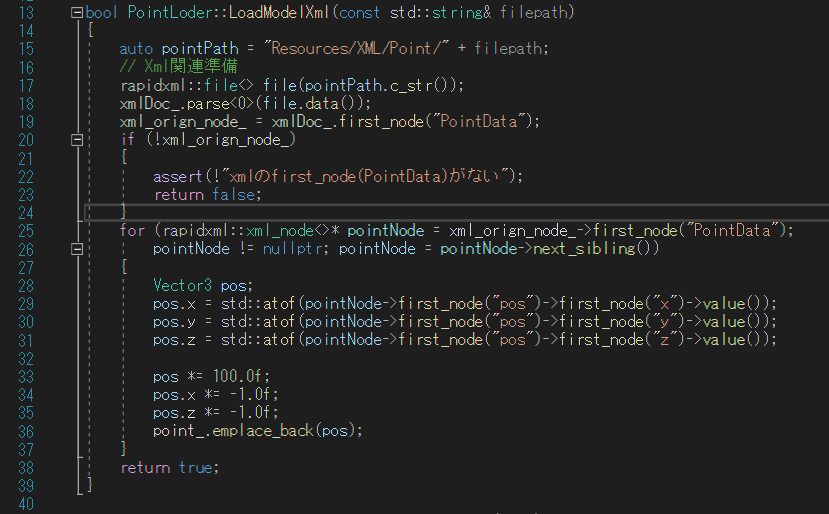 13 bool PointLoder::LoadModelXml(const std::string& filepath)
14 {
15 auto pointPath = "Resources/XML/Point/" + filepath;
16 // Xml関連準備
17 rapidxml::file<> file(pointPath.c_str());
18 xmlDoc_.parse<0>(file.data());
19 xml_orign_node_ = xmlDoc_.first_node("PointData");
20 if (!xml_orign_node_)
21 {
22 assert(!"xmlのfirst_node(PointData)がない");
23 return false;
24 }
25 for (rapidxml::xml_node<>* pointNode = xml_orign_node_->first_node("PointData");
26 pointNode != nullptr; pointNode = pointNode->next_sibling())
27 {
28 Vector3 pos;
29 pos.x = std::atof(pointNode->first_node("pos")->first_node("x")->value());
30 pos.y = std::atof(pointNode->first_node("pos")->first_node("y")->value());
31 pos.z = std::atof(pointNode->first_node("pos")->first_node("z")->value());
32
33 pos *= 100.0f;
34 pos.x *= -1.0f;
35 pos.z *= -1.0f;
36 point_.emplace_back(pos);
37 }
38 return true;
39 }
40